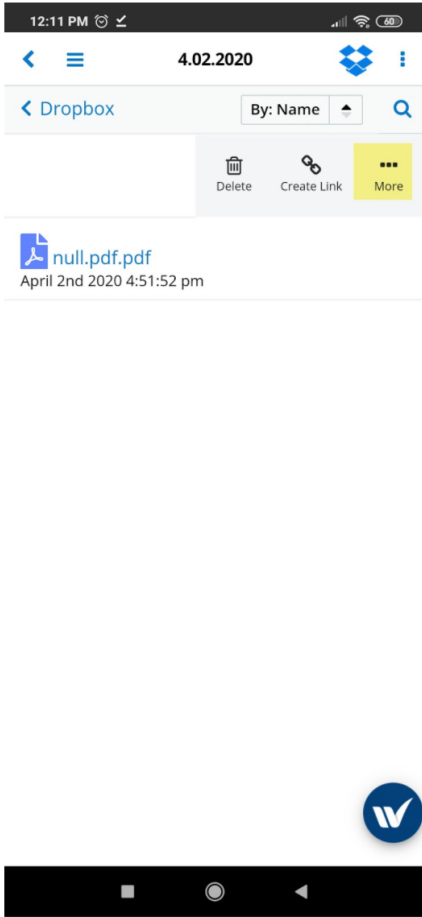 12:11 PM 60
4.02.2020
Dropbox By: Name
Delete Create Link More
null.pdf.pdf
April 2nd 2020 4:51:52 pm